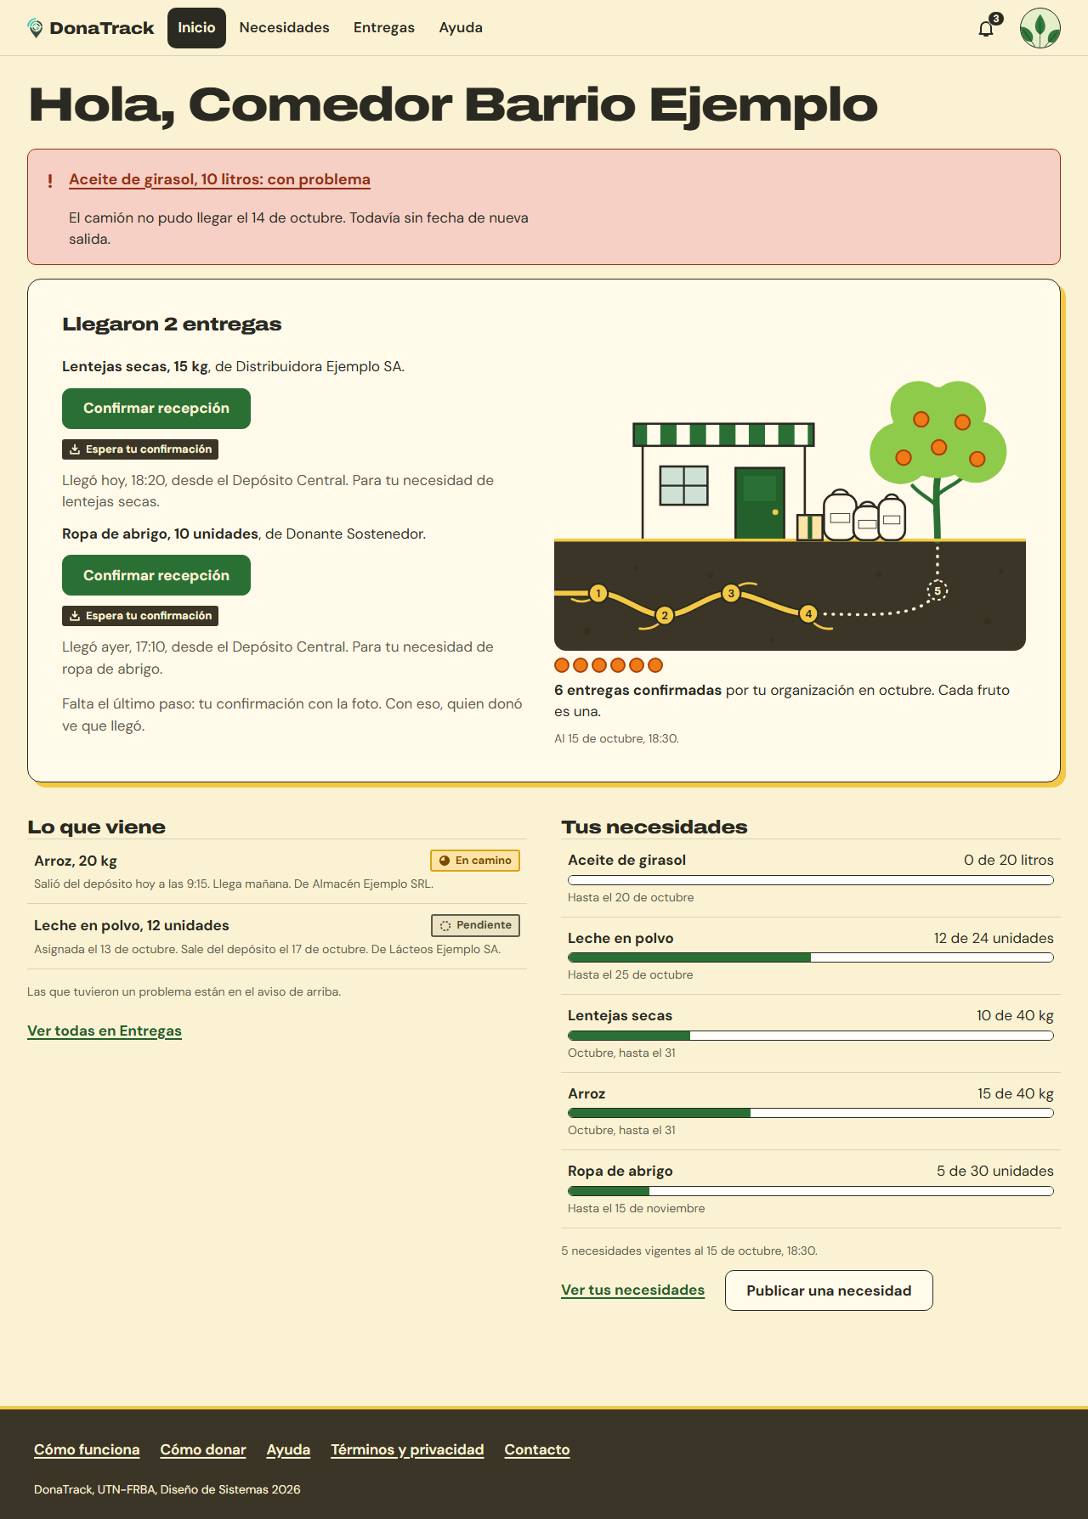 DonaTrack
Inicio
Necesidades
Entregas
Ayuda
3
Hola, Comedor Barrio Ejemplo
! Aceite de girasol, 10 litros: con problema
El camión no pudo llegar el 14 de octubre. Todavía sin fecha de nueva
salida.
Llegaron 2 entregas
Lentejas secas, 15 kg, de Distribuidora Ejemplo SA.
Confirmar recepción
Espera tu confirmación
Llegó hoy, 18:20, desde el Depósito Central. Para tu necesidad de
lentejas secas.
Ropa de abrigo, 10 unidades, de Donante Sostenedor.
Confirmar recepción
Espera tu confirmación
Llegó ayer, 17:10, desde el Depósito Central. Para tu necesidad de
ropa de abrigo.
Falta el último paso: tu confirmación con la foto. Con eso, quien donó
ve que llegó.
1
2
3
4
5
6 entregas confirmadas por tu organización en octubre. Cada fruto
es una.
Al 15 de octubre, 18:30.
Lo que viene
Arroz, 20 kg
En camino
Salió del depósito hoy a las 9:15. Llega mañana. De Almacén Ejemplo SRL.
Leche en polvo, 12 unidades
Pendiente
Asignada el 13 de octubre. Sale del depósito el 17 de octubre. De Lácteos Ejemplo SA.
Las que tuvieron un problema están en el aviso de arriba.
Ver todas en Entregas
Tus necesidades
Aceite de girasol
0 de 20 litros
Hasta el 20 de octubre
Leche en polvo
12 de 24 unidades
Hasta el 25 de octubre
Lentejas secas
10 de 40 kg
Octubre, hasta el 31
Arroz
15 de 40 kg
Octubre, hasta el 31
Ropa de abrigo
5 de 30 unidades
Hasta el 15 de noviembre
5 necesidades vigentes al 15 de octubre, 18:30.
Ver tus necesidades
Publicar una necesidad
Cómo funciona
Cómo donar
Ayuda
Términos y privacidad
Contacto
DonaTrack, UTN-FRBA, Diseño de Sistemas 2026